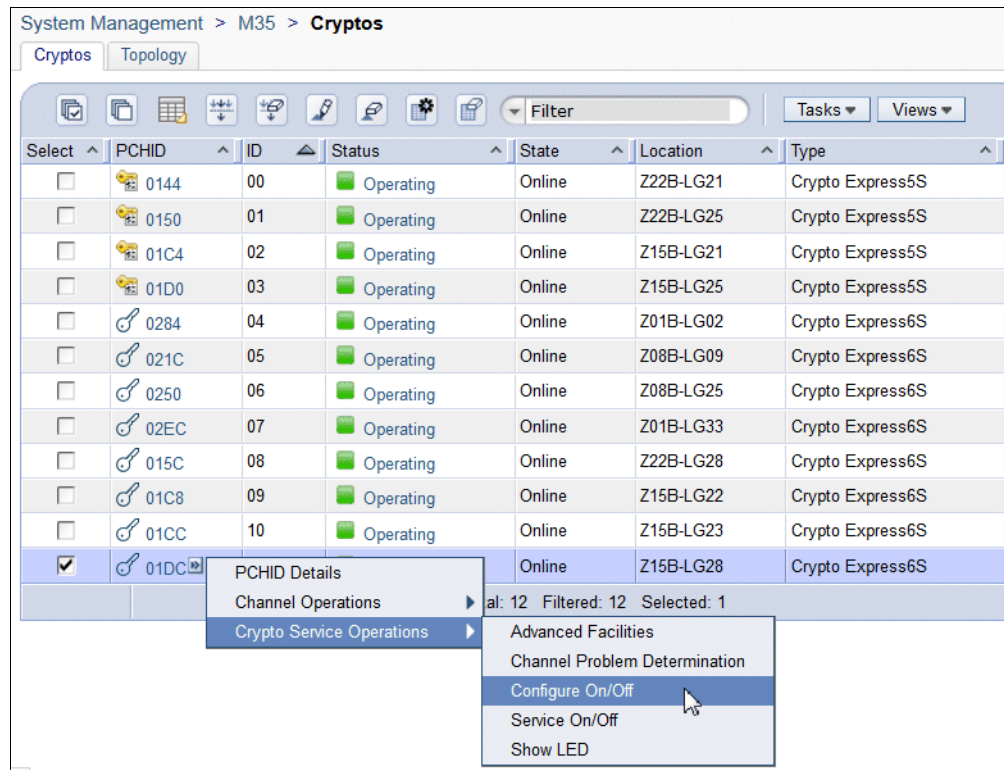 System Management > M35 > Cryptos
Cryptos Topology
Filter Tasks Views
Select PCHID ID Status State Location Type
0144 00 Operating Online Z22B-LG21 Crypto Express5S
0150 01 Operating Online Z22B-LG25 Crypto Express5S
01C4 02 Operating Online Z15B-LG21 Crypto Express5S
01D0 03 Operating Online Z15B-LG25 Crypto Express5S
0284 04 Operating Online Z01B-LG02 Crypto Express6S
021C 05 Operating Online Z08B-LG09 Crypto Express6S
0250 06 Operating Online Z08B-LG25 Crypto Express6S
02EC 07 Operating Online Z01B-LG33 Crypto Express6S
015C 08 Operating Online Z22B-LG28 Crypto Express6S
01C8 09 Operating Online Z15B-LG22 Crypto Express6S
01CC 10 Operating Online Z15B-LG23 Crypto Express6S
01DC Online Z15B-LG28 Crypto Express6S
PCHID Details
Channel Operations
al: 12 Filtered: 12 Selected: 1
Crypto Service Operations
Advanced Facilities
Channel Problem Determination
Configure On/Off
Service On/Off
Show LED